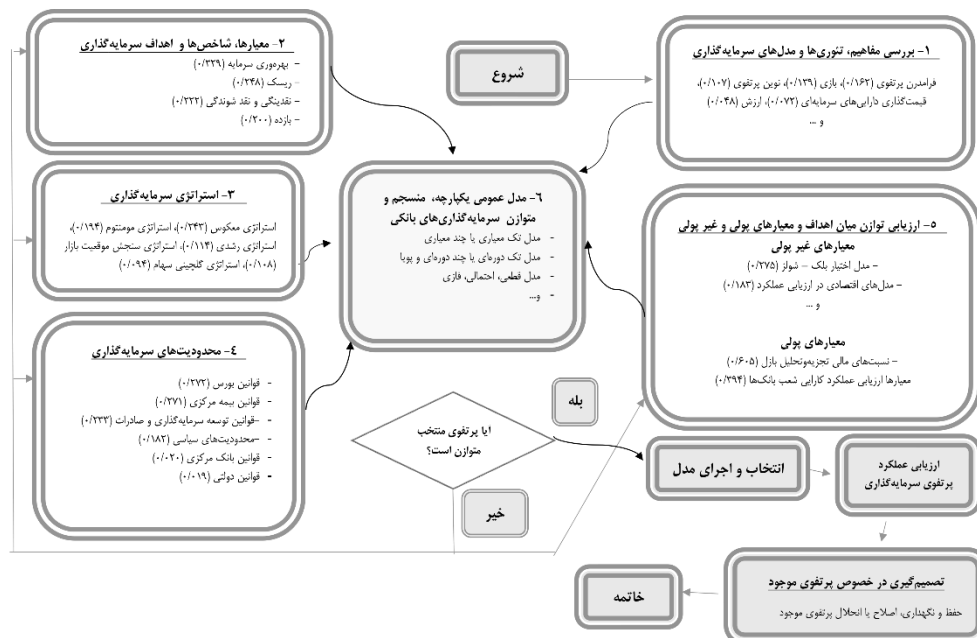 شروع
۱- بررسی مفاهیم، تئوری‌ها و مدل‌های سرمایه‌گذاری
فرامدرن پرتفوی (۰/۱۶۲)، بازی (۰/۱۳۹)، نوین پرتفوی (۰/۱۰۷)،
قیمت‌گذاری دارایی‌های سرمایه‌ای (۰/۰۷۲)، ارزش (۰/۰۴۸)
و ...
۲- معیارها، شاخص‌ها و اهداف سرمایه‌گذاری
- بهره‌وری سرمایه (۰/۳۲۹)
- ریسک (۰/۲۴۸)
- نقدینگی و نقد شوندگی (۰/۲۲۲)
- بازده (۰/۲۰۰)
۳- استراتژی سرمایه‌گذاری
استراتژی معکوس (۰/۲۴۳)، استراتژی مومنتوم (۰/۱۹۴)،
استراتژی رشدی (۰/۱۱۴)، استراتژی سنجش موقعیت بازار
(۰/۱۰۸)، استراتژی گلچینی سهام (۰/۰۹۴)
۴- محدودیت‌های سرمایه‌گذاری
- قوانین بورس (۰/۲۷۲)
- قوانین بیمه مرکزی (۰/۲۷۱)
- -قوانین توسعه سرمایه‌گذاری و صادرات (۰/۲۳۳)
- -محدودیت‌های سیاسی (۰/۱۸۲)
- قوانین بانک مرکزی (۰/۰۲۰)
- قوانین دولتی (۰/۰۱۹)
۵- ارزیابی توازن میان اهداف و معیارهای پولی و غیر پولی
معیارهای غیر پولی
- مدل اختیار بلک – شولز (۰/۲۷۵)
- مدل‌های اقتصادی در ارزیابی عملکرد (۰/۱۸۳)
و ...
معیارهای پولی
- نسبت‌های مالی تجزیه‌وتحلیل بازل (۰/۶۰۵)
معیارها ارزیابی عملکرد کارایی شعب بانک‌ها (۰/۳۹۴)
۶- مدل عمومی یکپارچه، منسجم و
متوازن سرمایه‌گذاری‌های بانکی
- مدل تک معیاری یا چند معیاری
- مدل تک دوره‌ای یا چند دوره‌ای و پویا
- مدل قطعی، احتمالی، فازی
- و...
ایا پرتفوی منتخب
متوازن است؟
بله
خیر
انتخاب و اجرای مدل
ارزیابی عملکرد
پرتفوی سرمایه‌گذاری
تصمیم‌گیری در خصوص پرتفوی موجود
حفظ و نگهداری، اصلاح یا انحلال پرتفوی موجود
خاتمه